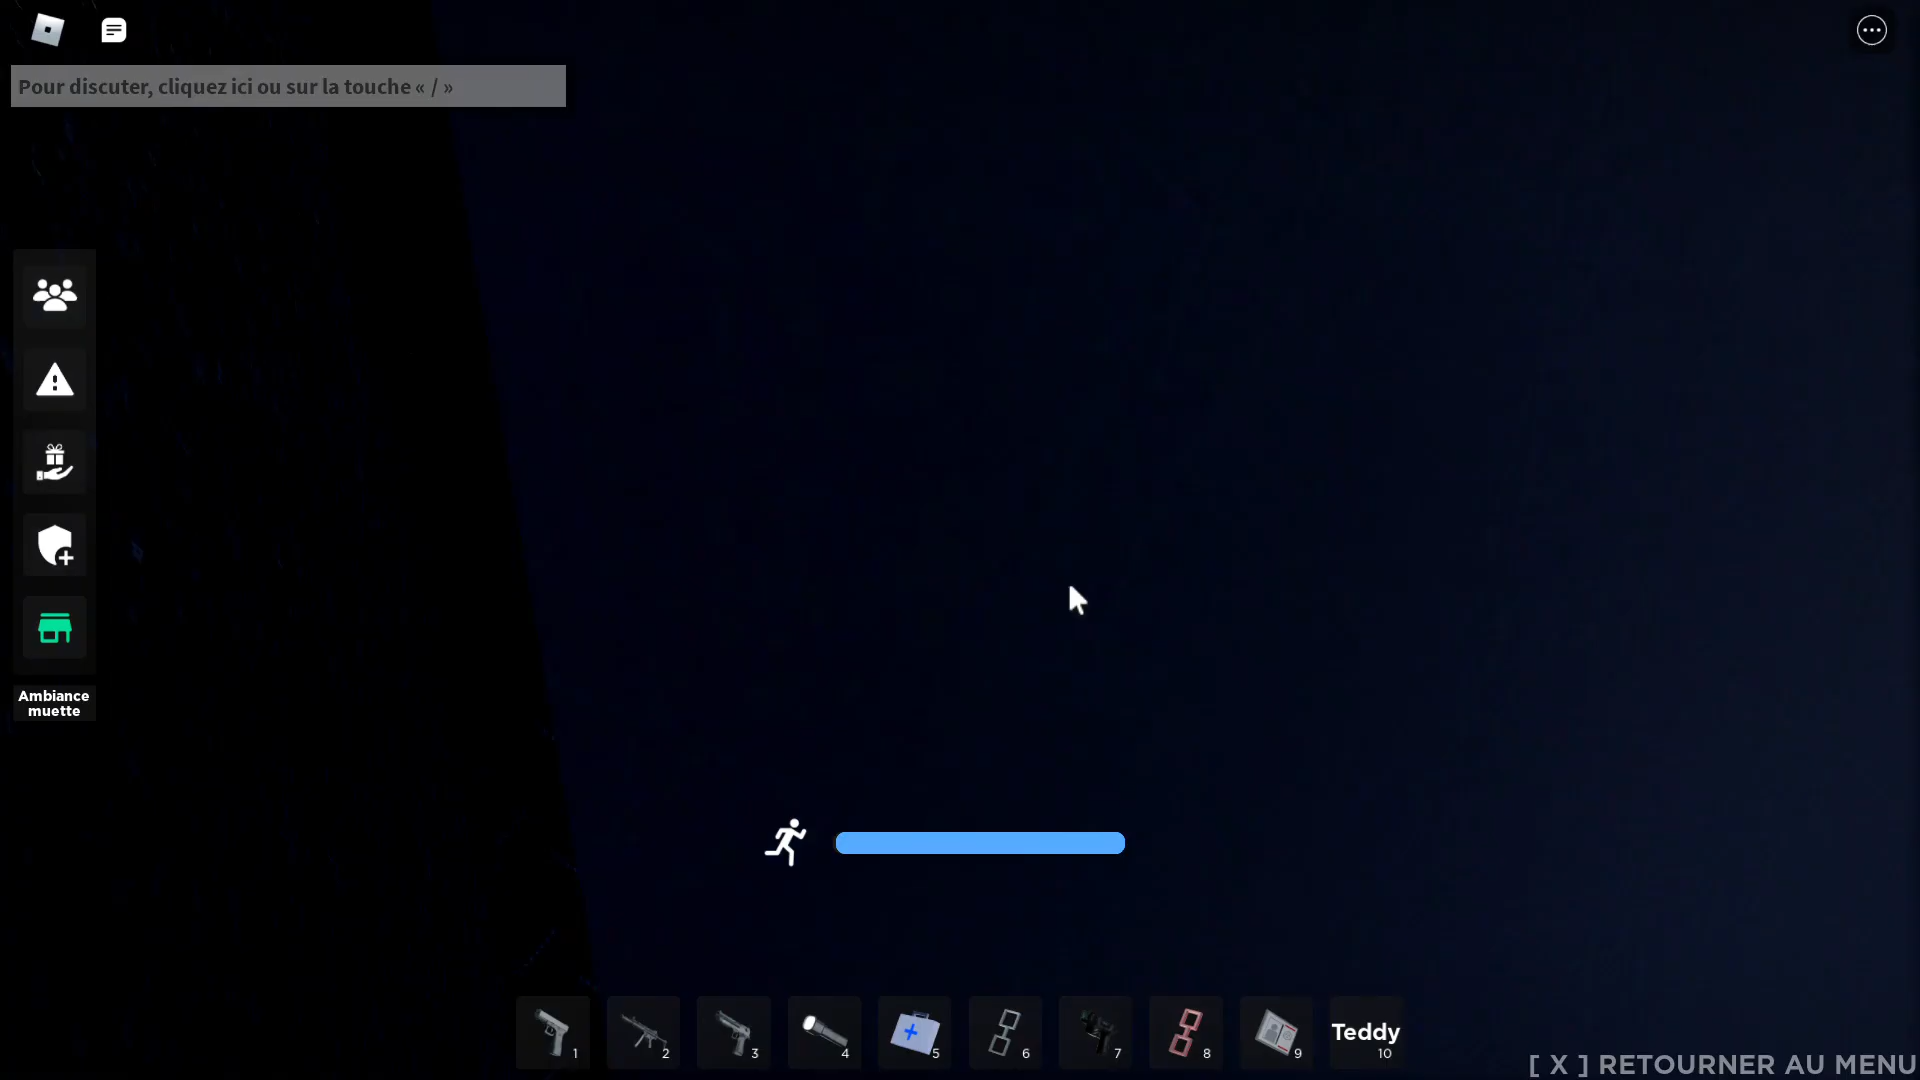 Pour discuter, cliquez ici ou sur la touche « / »
Ambiance
muette
1
2
3
4
5
6
7
8
9
Teddy
10
[ X ] RETOURNER AU MENU